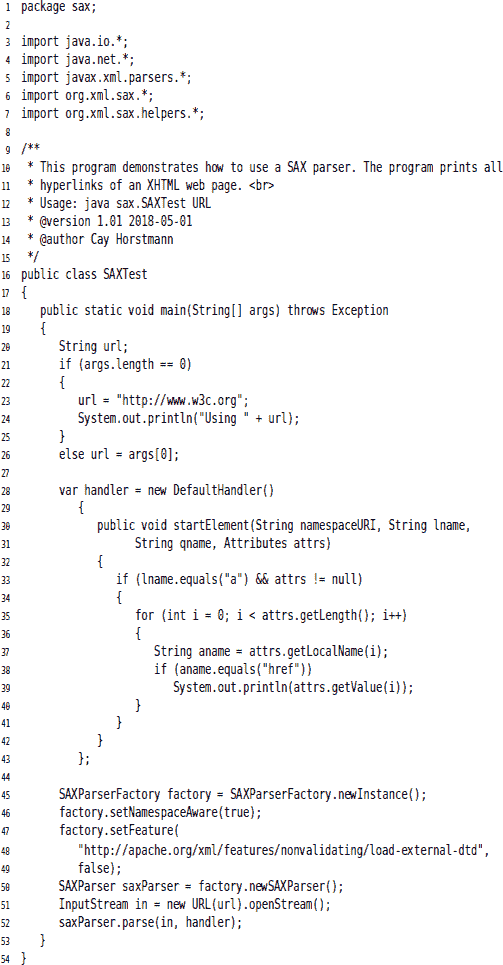 1 package sax;
2
3 import java.io.*;
4 import java.net.*;
5 import javax.xml.parsers.*;
6 import org.xml.sax.*;
7 import org.xml.sax.helpers.*;
8
9 /**
10  * This program demonstrates how to use a SAX parser. The program prints all
11  * hyperlinks of an XHTML web page. <br>
12  * Usage: java sax.SAXTest URL
13  * @version 1.01 2018-05-01
14  * @author Cay Horstmann
15  */
16 public class SAXTest
17 {
18    public static void main(String[] args) throws Exception
19    {
20       String url;
21       if (args.length == 0)
22       {
23          url = "http://www.w3c.org";
24          System.out.println("Using " + url);
25       }
26       else url = args[0];
27
28       var handler = new DefaultHandler()
29          {
30             public void startElement(String namespaceURI, String lname,
31                   String qname, Attributes attrs)
32             {
33                if (lname.equals("a") && attrs != null)
34                {
35                   for (int i = 0; i < attrs.getLength(); i++)
36                   {
37                      String aname = attrs.getLocalName(i);
38                      if (aname.equals("href"))
39                         System.out.println(attrs.getValue(i));
40                   }
41                }
42             }
43          };
44
45       SAXParserFactory factory = SAXParserFactory.newInstance();
46       factory.setNamespaceAware(true);
47       factory.setFeature(
48          "http://apache.org/xml/features/nonvalidating/load-external-dtd",
49          false);
50       SAXParser saxParser = factory.newSAXParser();
51       InputStream in = new URL(url).openStream();
52       saxParser.parse(in, handler);
53    }
54 }